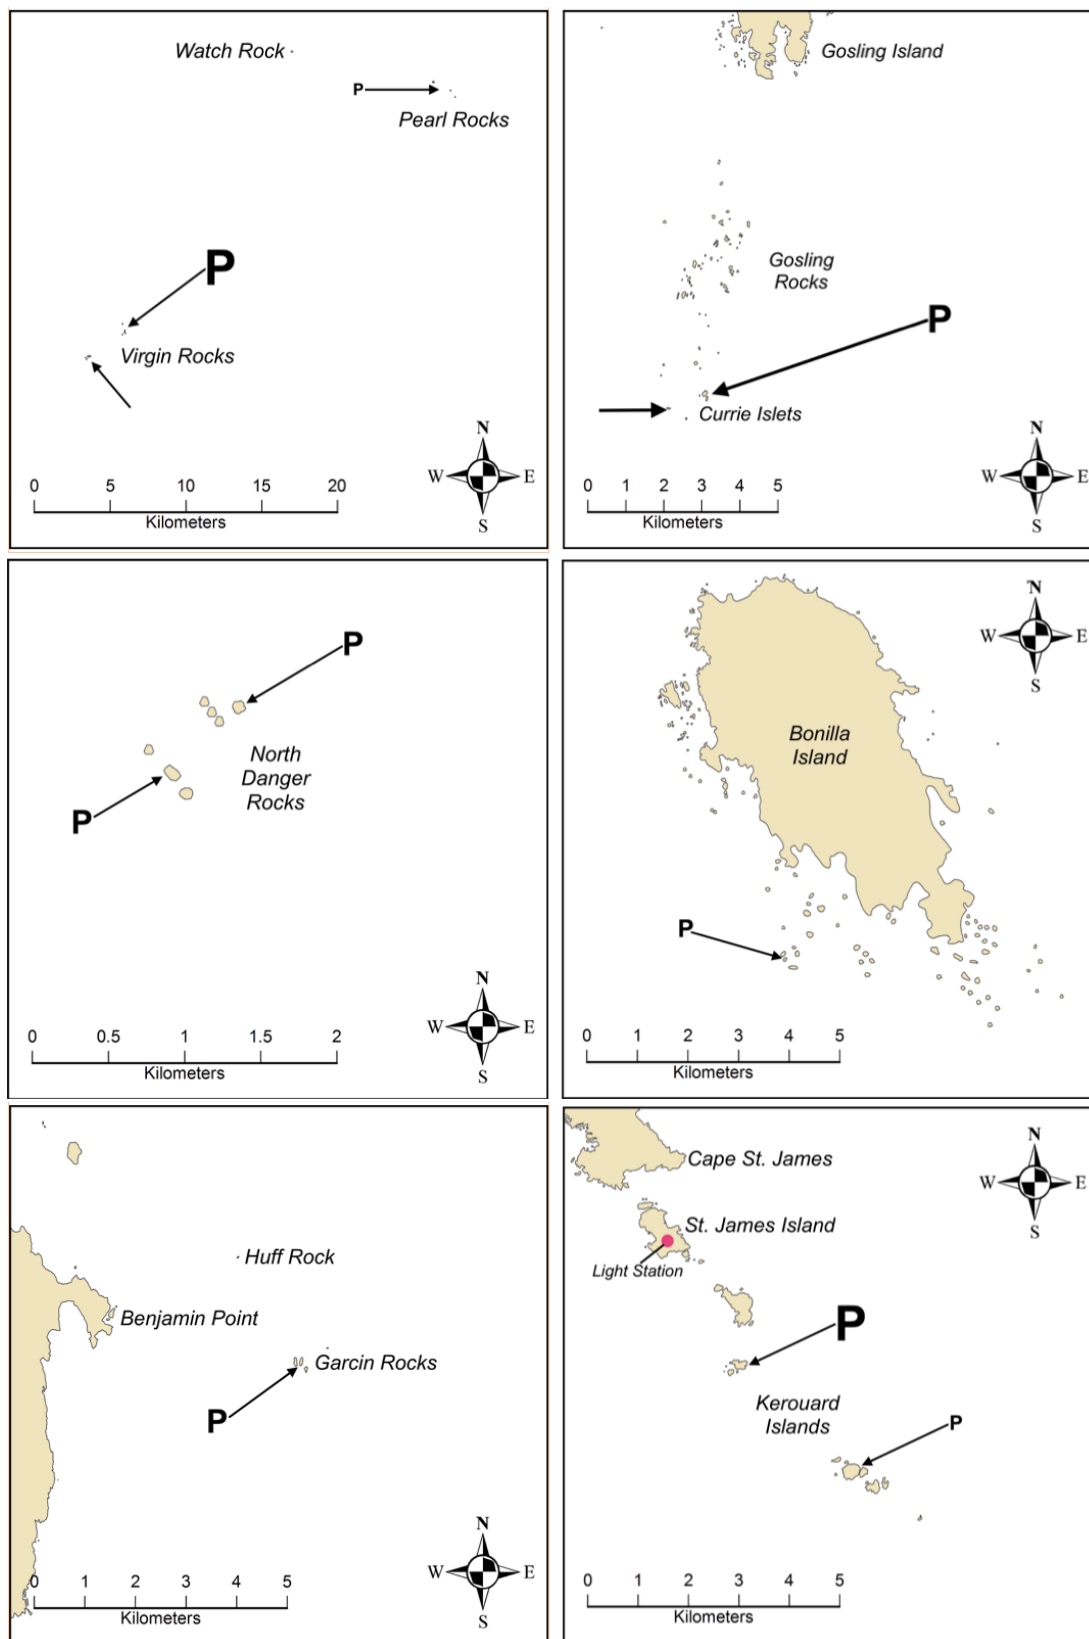 Watch Rock
P
Pearl Rocks
P
Virgin Rocks
N
W E
S
0 5 10 15 20
Kilometers
Gosling Island
Gosling
Rocks
P
Currie Islets
N
W E
S
0 1 2 3 4 5
Kilometers
P
North
Danger
Rocks
P
N
W E
S
0 0.5 1 1.5 2
Kilometers
N
W E
S
Bonilla
Island
P
0 1 2 3 4 5
Kilometers
Huff Rock
Benjamin Point
Garcin Rocks
P
N
W E
S
0 1 2 3 4 5
Kilometers
Cape St. James
N
W E
S
St. James Island
Light Station
P
Kerouard
Islands
P
0 1 2 3 4 5
Kilometers